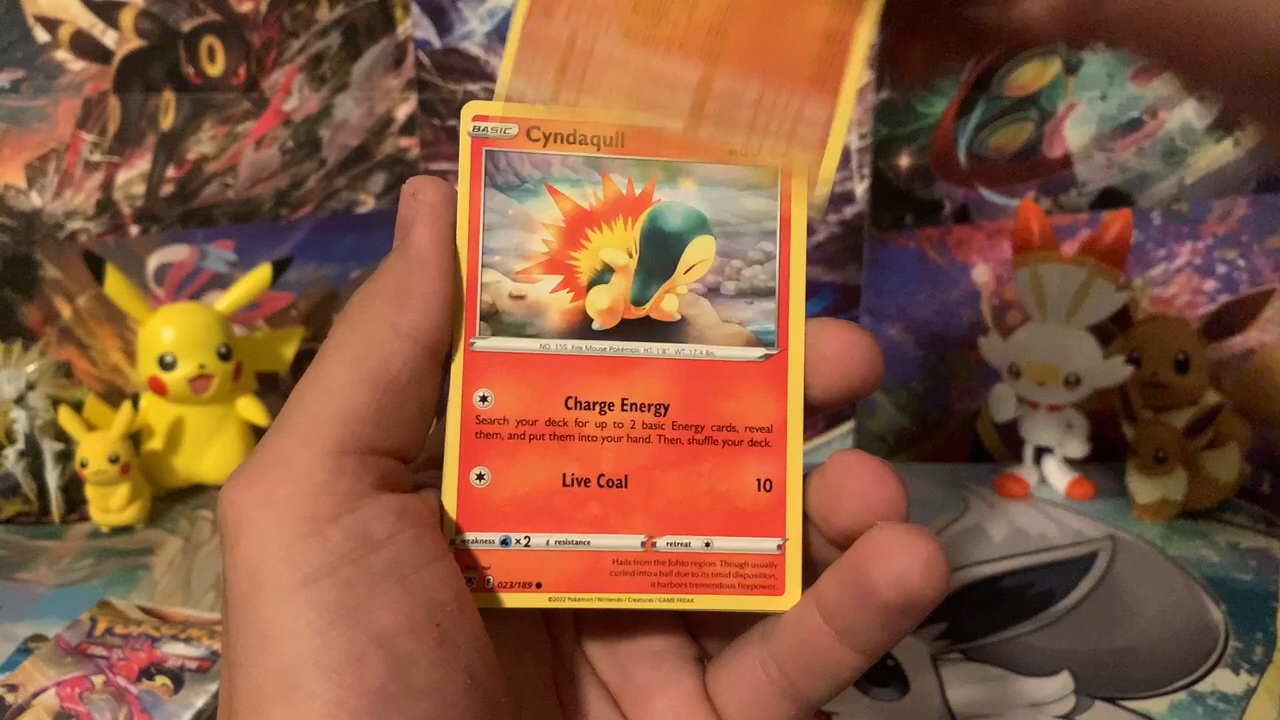 BASIC Cyndaquil
NO. 155 Fire Mouse Pokémon. HT: 1'8" WT: 17.4 lbs.
Charge Energy
Search your deck for up to 2 basic Energy cards, reveal
them, and put them into your hand. Then, shuffle your deck.
Live Coal 10
weakness ×2 resistance retreat
Hails from the Johto region. Though usually
curled into a ball due to its timid disposition,
it harbors tremendous firepower.
023/189
©2022 Pokémon / Nintendo / Creatures / GAME FREAK